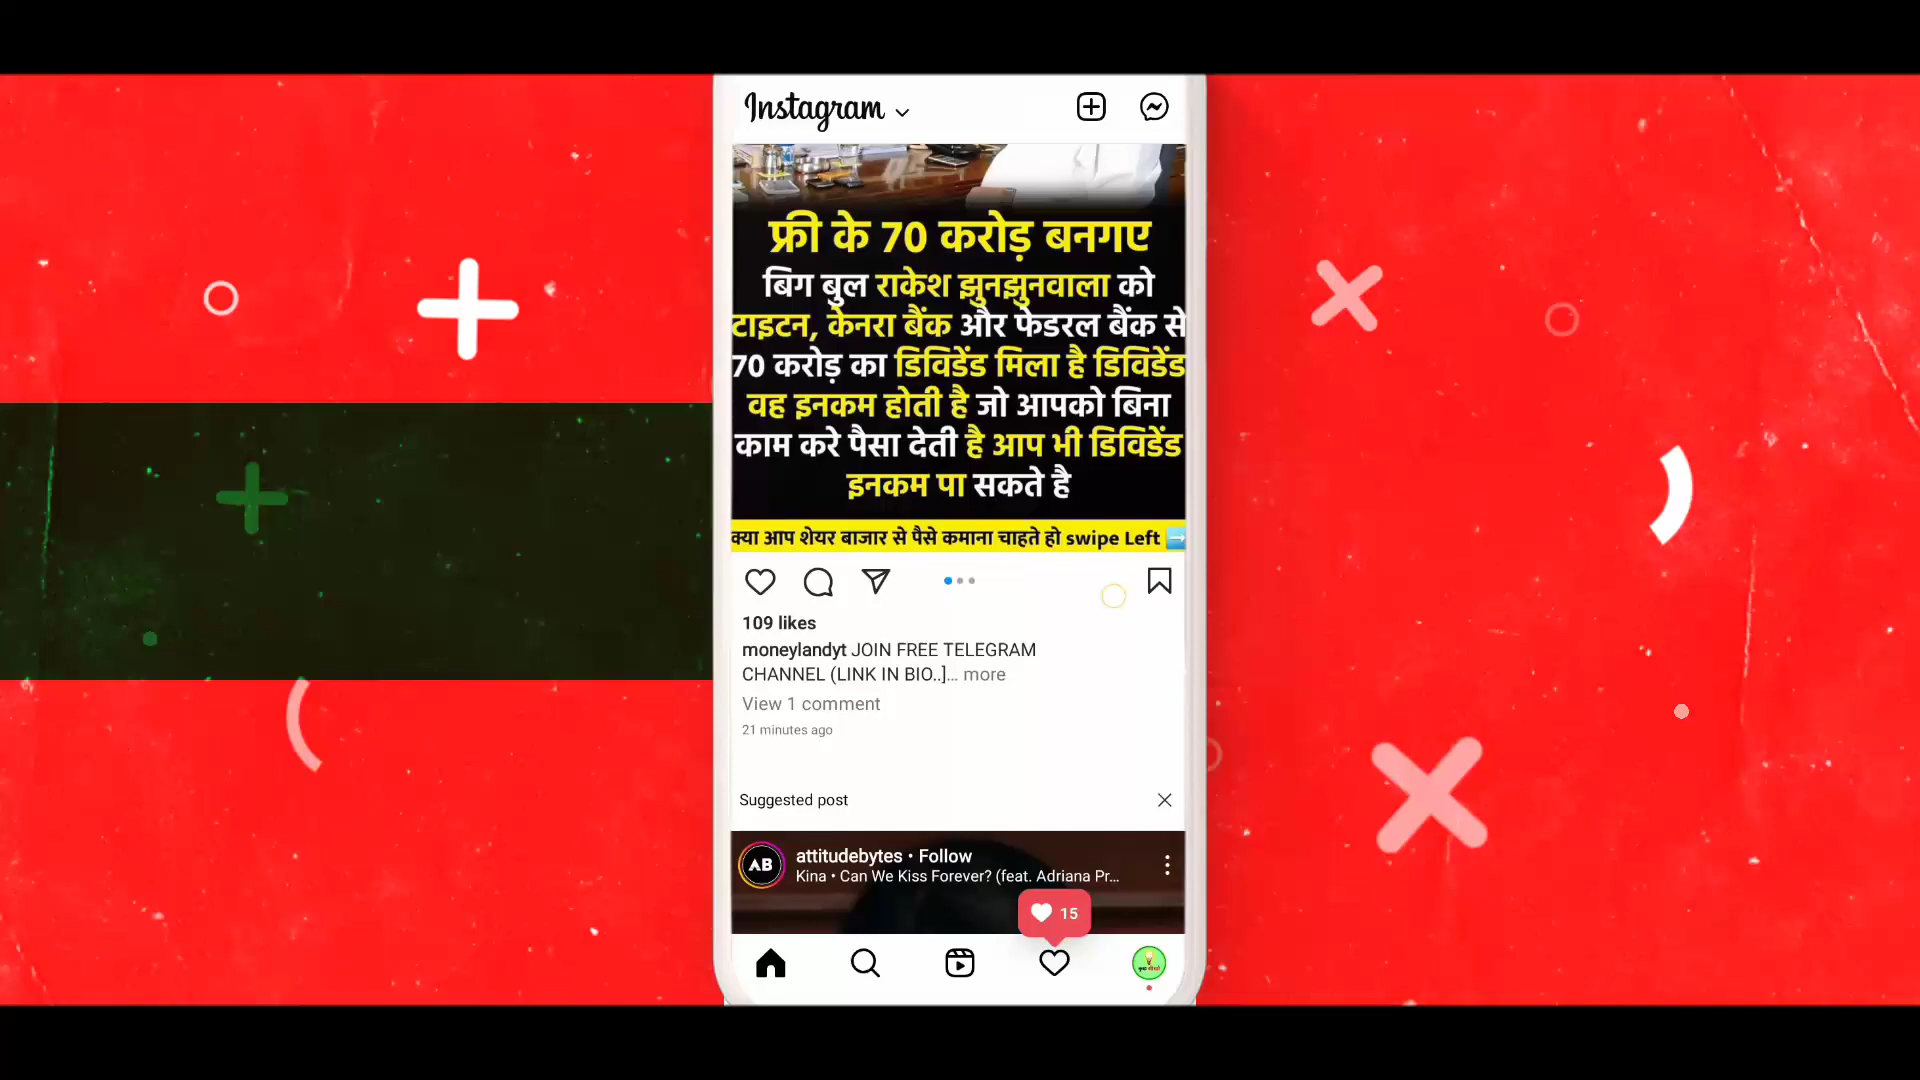 Instagram
फ्री के 70 करोड़ बनगए
बिग बुल राकेश झुनझुनवाला को
टाइटन, केनरा बैंक और फेडरल बैंक से
70 करोड़ का डिविडेंड मिला है डिविडेंड
वह इनकम होती है जो आपको बिना
काम करे पैसा देती है आप भी डिविडेंड
इनकम पा सकते है
क्या आप शेयर बाजार से पैसे कमाना चाहते हो swipe Left
109 likes
moneylandyt JOIN FREE TELEGRAM
CHANNEL (LINK IN BIO..]... more
View 1 comment
21 minutes ago
Suggested post
AB
attitudebytes • Follow
Kina • Can We Kiss Forever? (feat. Adriana Pr...
15